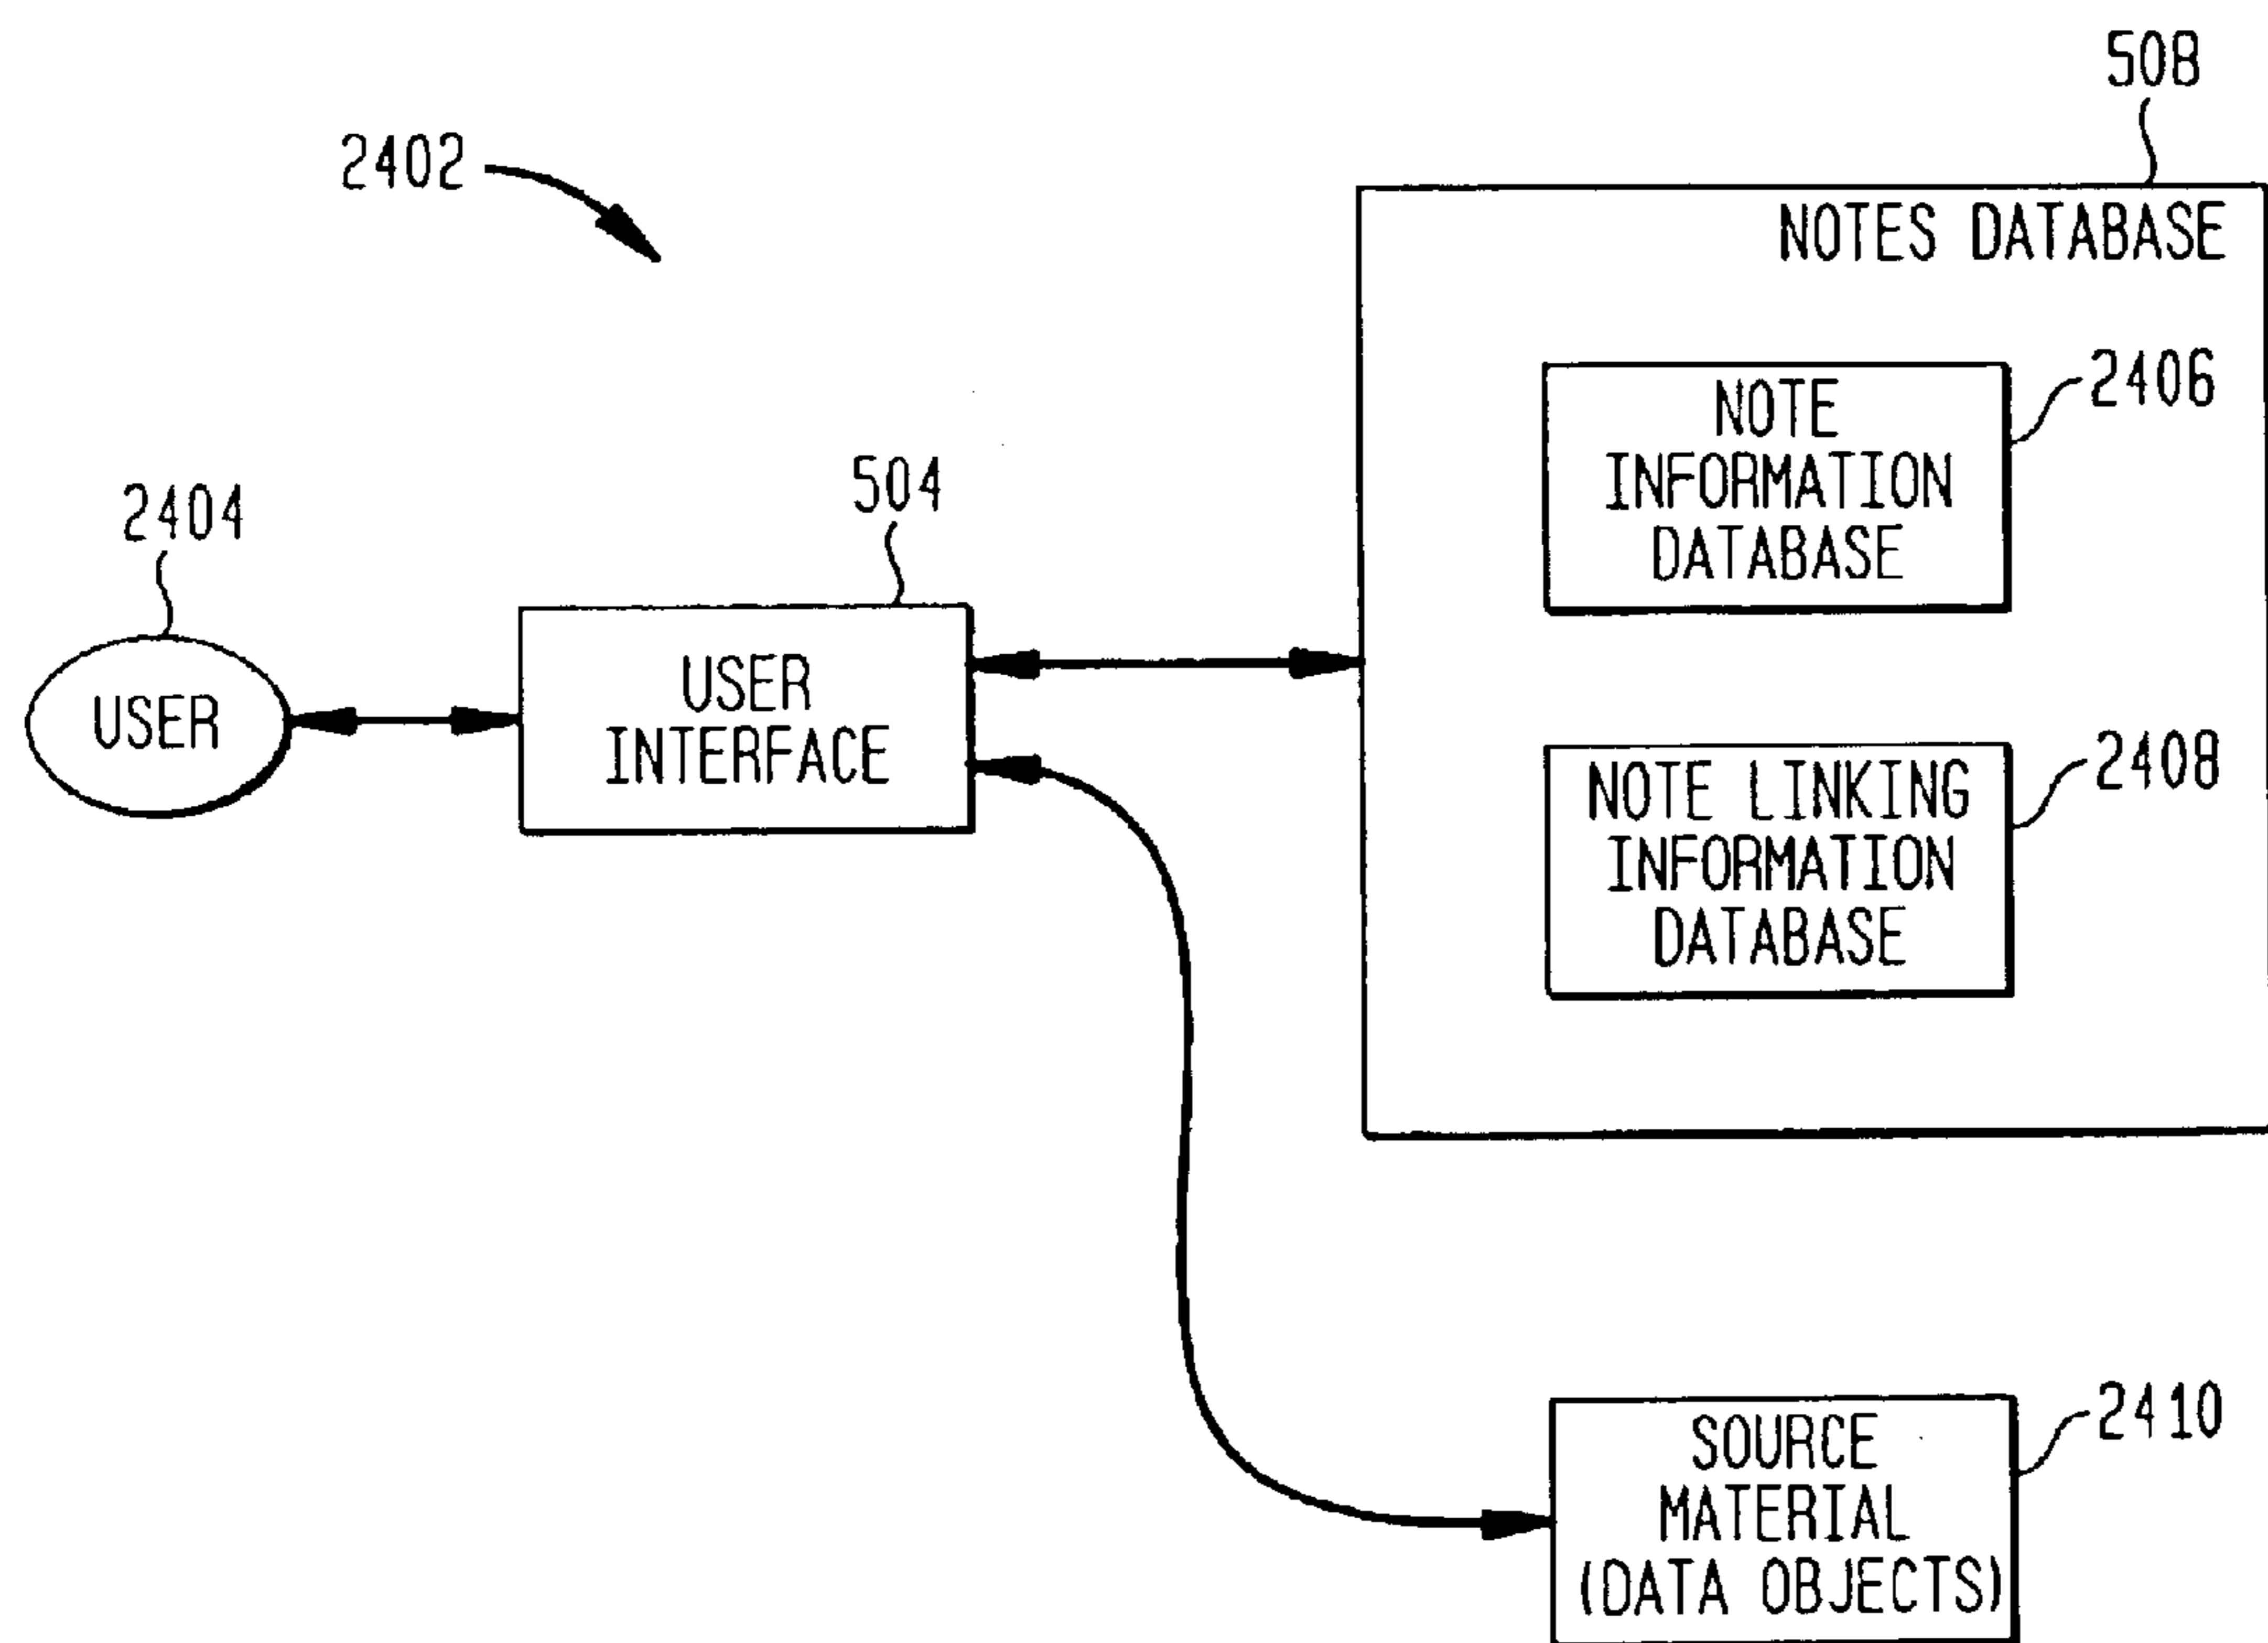 508
2402
NOTES DATABASE
2406
NOTE
INFORMATION
DATABASE
504
2404
USER
INTERFACE
USER
2408
NOTE LINKING
INFORMATION
DATABASE
2410
SOURCE
MATERIAL
(DATA OBJECTS)